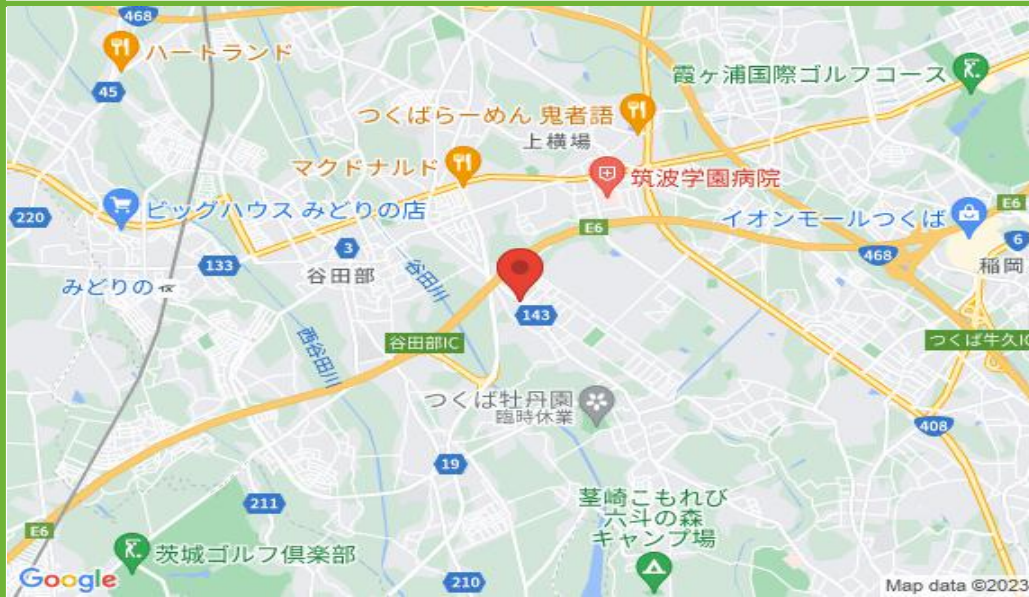 468
ハートランド
45
霞ヶ浦国際ゴルフコース
つくばらーめん 鬼者語
上横場
マクドナルド
筑波学園病院
220
ビッグハウス みどりの店
E6
イオンモールつくば
E6
6
3
468
稲岡
133
谷田部
谷田川
みどりの
143
谷田部IC
西谷田川
つくば牛久IC
つくば牡丹園
臨時休業
408
19
211
茎崎こもれび
六斗の森
キャンプ場
E6
茨城ゴルフ倶楽部
210
Google
Map data ©2023